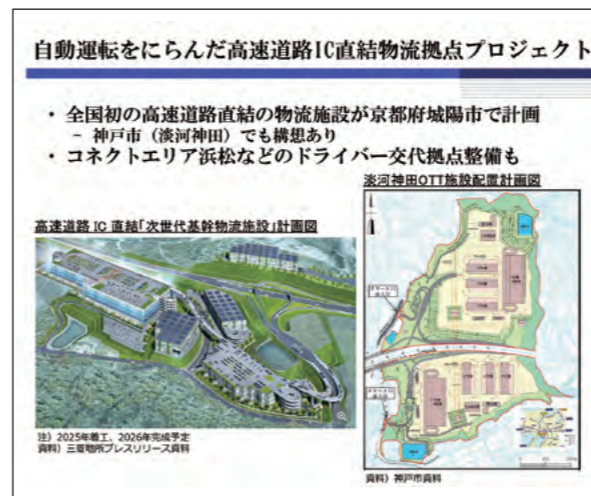 自動運転をにらんだ高速道路IC直結物流拠点プロジェクト
・ 全国初の高速道路直結の物流施設が京都府城陽市で計画
－ 神戸市（淡河神田）でも構想あり
・ コネクトエリア浜松などのドライバー交代拠点整備も
淡河神田OTT施設配置計画図
高速道路 IC 直結「次世代基幹物流施設」計画図
注）2025年着工、2026年完成予定
資料）三菱地所プレスリリース資料
資料）神戸市資料